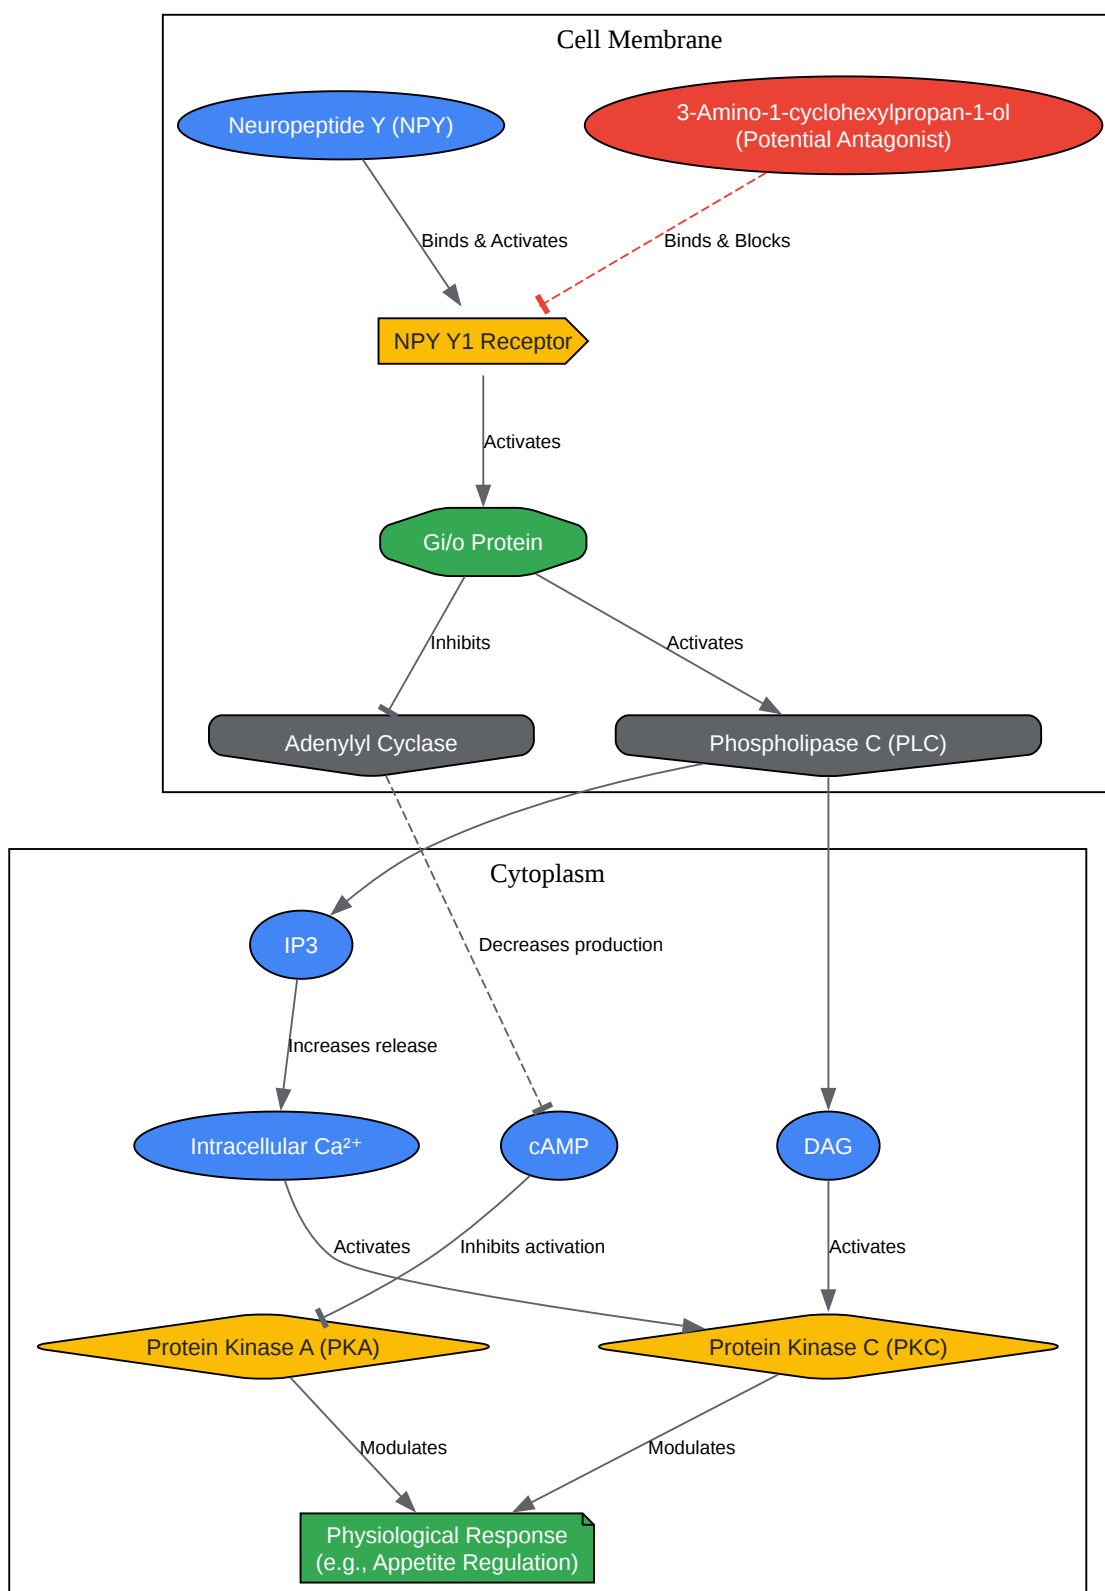 Cell Membrane
Neuropeptide Y (NPY)
3-Amino-1-cyclohexylpropan-1-ol
(Potential Antagonist)
Binds & Activates
Binds & Blocks
NPY Y1 Receptor
Activates
Gi/o Protein
Inhibits
Activates
Adenylyl Cyclase
Phospholipase C (PLC)
Cytoplasm
IP3
Decreases production
Increases release
Intracellular Ca²⁺
cAMP
DAG
Activates
Inhibits activation
Activates
Protein Kinase A (PKA)
Protein Kinase C (PKC)
Modulates
Modulates
Physiological Response
(e.g., Appetite Regulation)